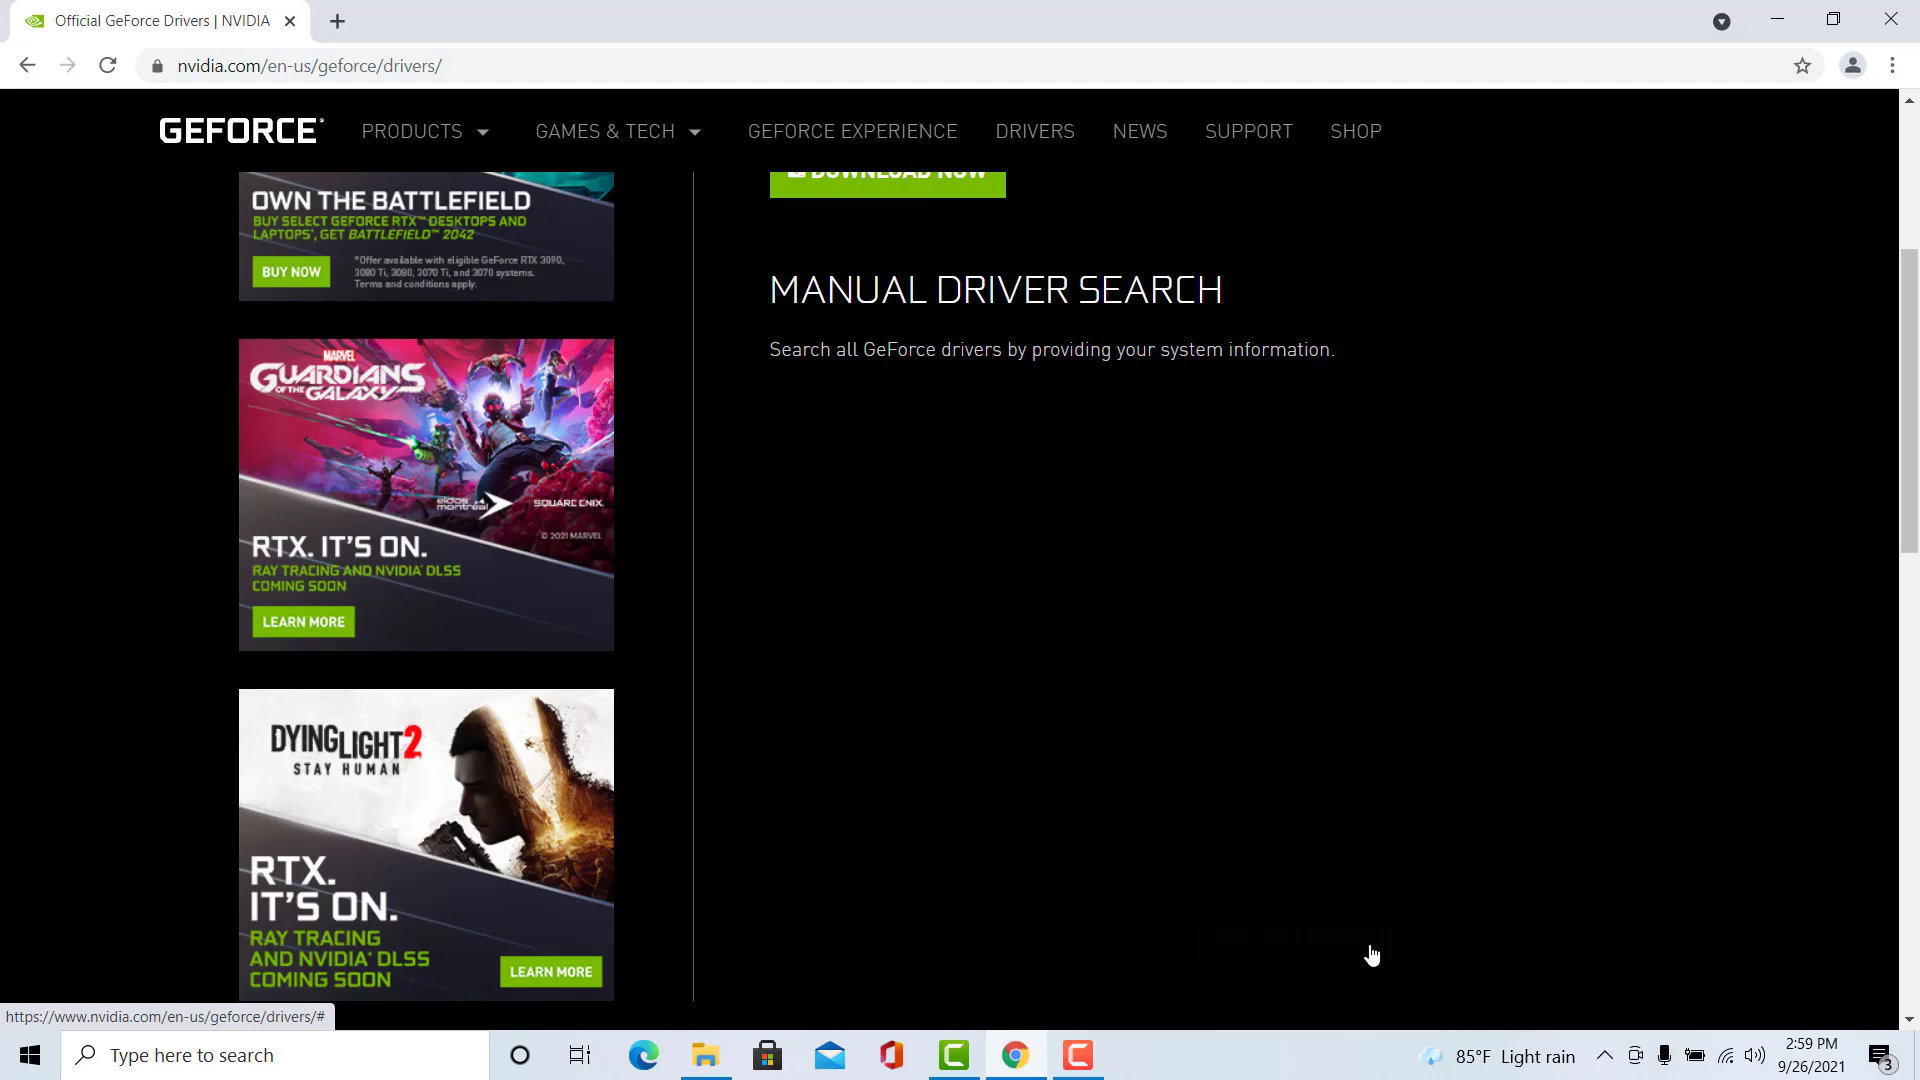 Official GeForce Drivers | NVIDIA
nvidia.com/en-us/geforce/drivers/
GEFORCE
PRODUCTS
GAMES & TECH
GEFORCE EXPERIENCE
DRIVERS
NEWS
SUPPORT
SHOP
OWN THE BATTLEFIELD
BUY SELECT GEFORCE RTX™ DESKTOPS AND
LAPTOPS*, GET BATTLEFIELD™ 2042
BUY NOW
*Offer available with eligible GeForce RTX 3090,
3080 Ti, 3080, 3070 Ti, and 3070 systems.
Terms and conditions apply.
MARVEL
GUARDIANS
OF THE GALAXY
eidos
montréal
SQUARE ENIX.
© 2021 MARVEL
RTX. IT'S ON.
RAY TRACING AND NVIDIA® DLSS
COMING SOON
LEARN MORE
DYING LIGHT 2
STAY HUMAN
RTX.
IT'S ON.
RAY TRACING
AND NVIDIA® DLSS
COMING SOON
LEARN MORE
DOWNLOAD NOW
MANUAL DRIVER SEARCH
Search all GeForce drivers by providing your system information.
https://www.nvidia.com/en-us/geforce/drivers/#
Type here to search
85°F Light rain
2:59 PM
9/26/2021
3